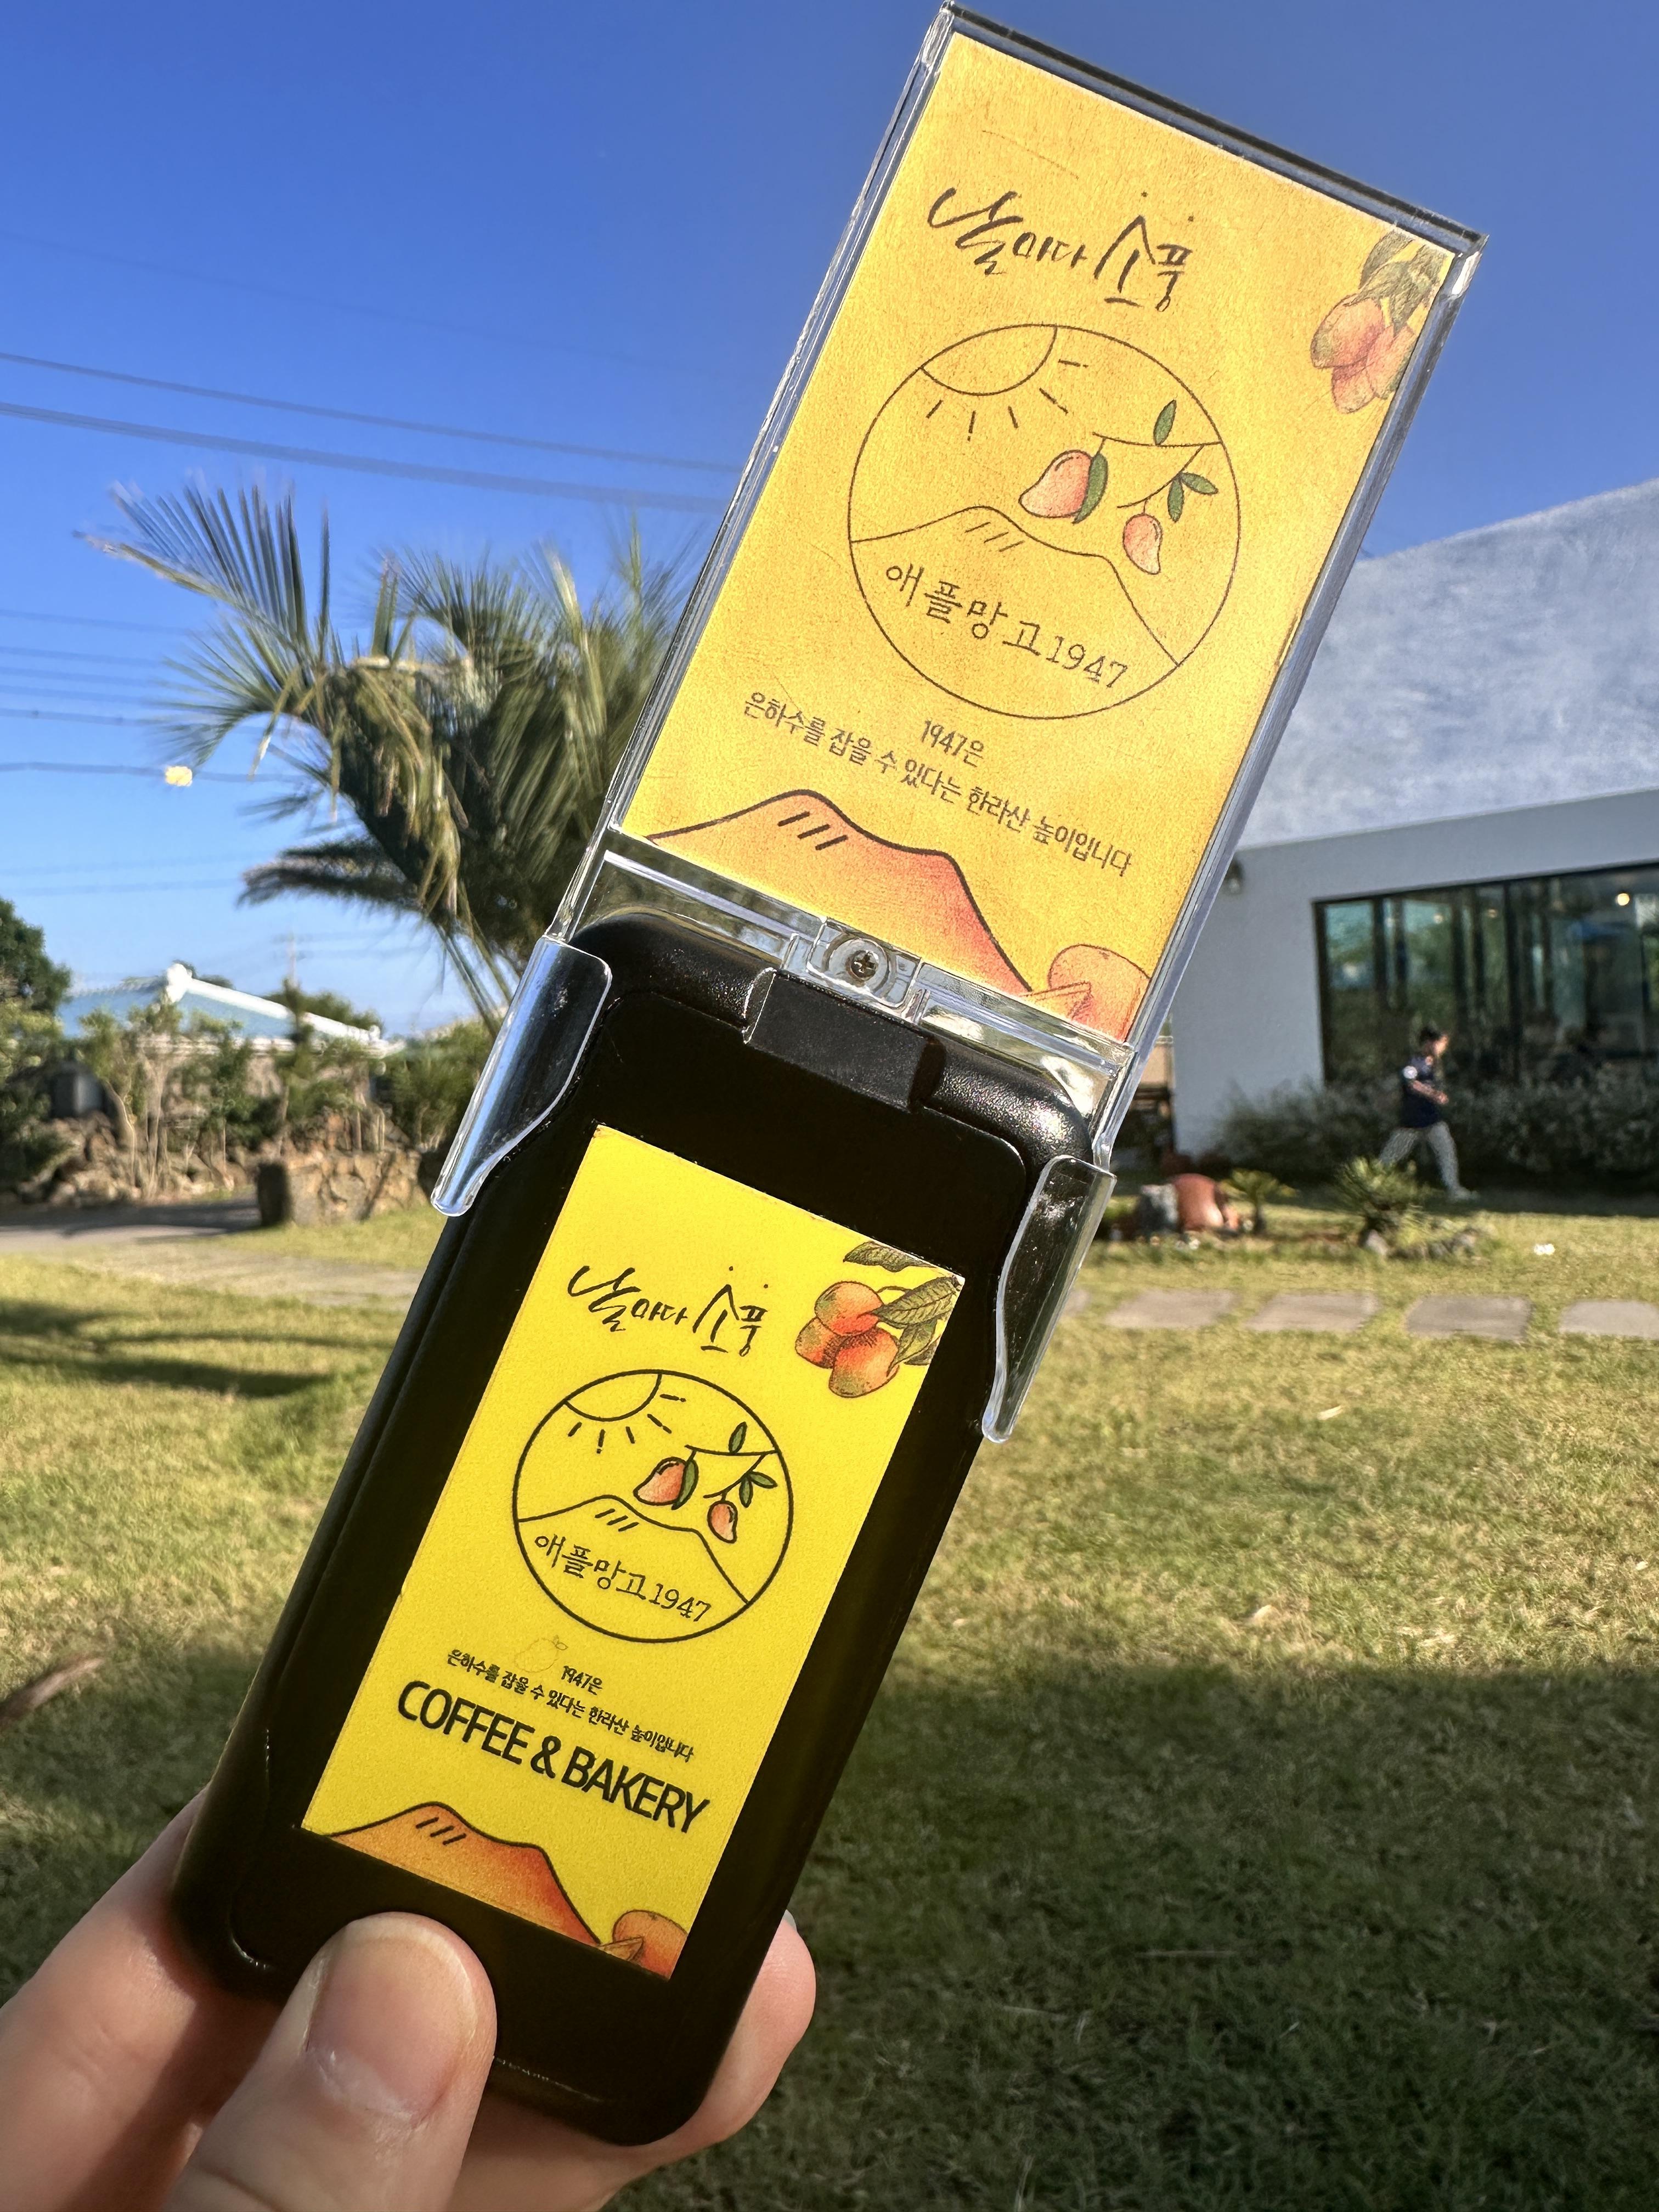 날마다 소풍
애플망고1947
1947은
은하수를 잡을 수 있다는 한라산 높이입니다
날마다 소풍
애플망고1947
1947은
은하수를 잡을 수 있다는 한라산 높이입니다
COFFEE & BAKERY